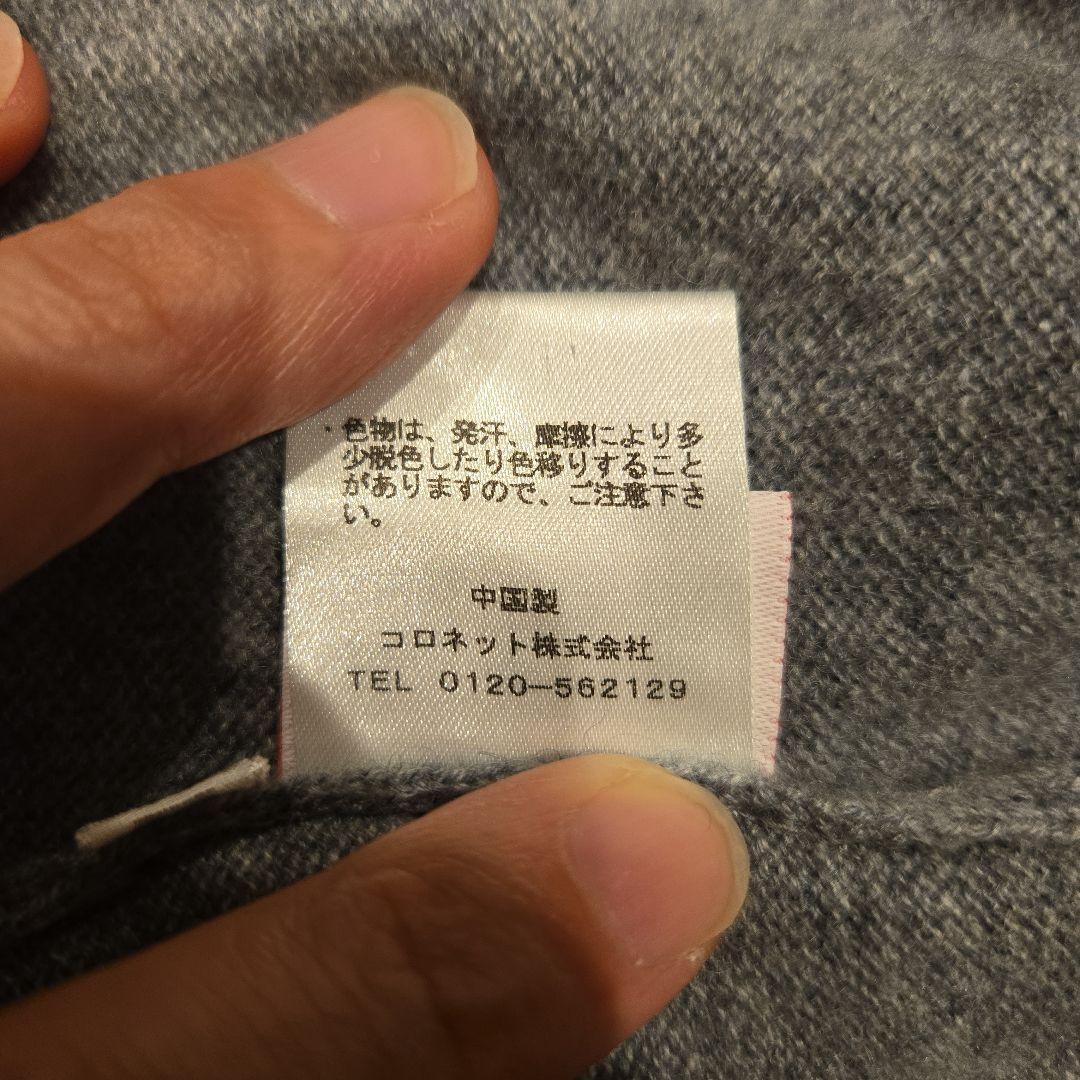 ・色物は、発汗、摩擦により多
少脱色したり色移りすること
がありますので、ご注意下さ
い。
中国製
コロネット株式会社
TEL 0120-562129